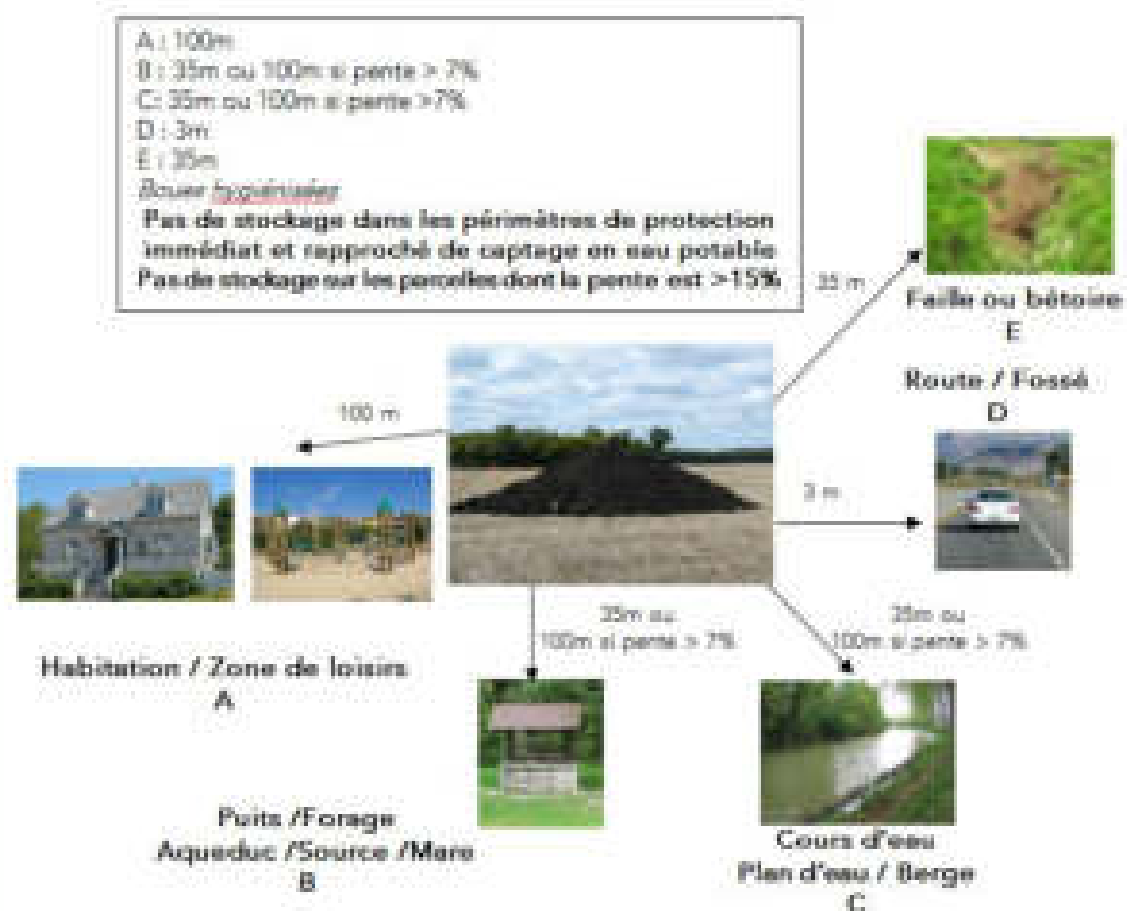 A : 100m
B : 35m ou 100m si pente > 7%
C: 35m ou 100m si pente >7%
D : 3m
E : 35m
Boues hygiénisées
Pas de stockage dans les périmètres de protection
immédiat et rapproché de captage en eau potable
Pas de stockage sur les parcelles dont la pente est >15%
35 m
Faille ou bétoire
E
Route / Fossé
D
100 m
3 m
35m ou
100m si pente > 7%
35m ou
100m si pente > 7%
Habitation / Zone de loisirs
A
Puits /Forage
Aqueduc /Source /Mare
B
Cours d'eau
Plan d'eau / Berge
C